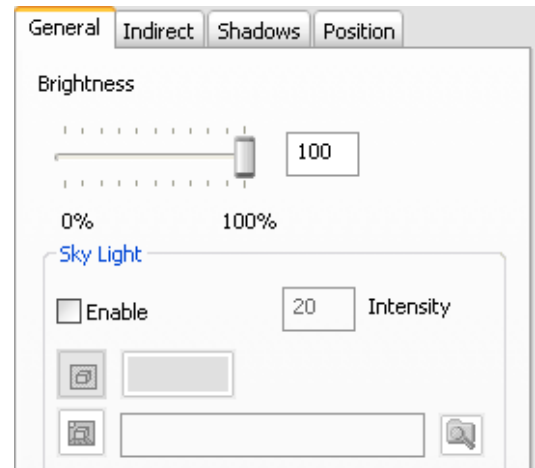 General Indirect Shadows Position
Brightness
100
0% 100%
Sky Light
Enable 20 Intensity